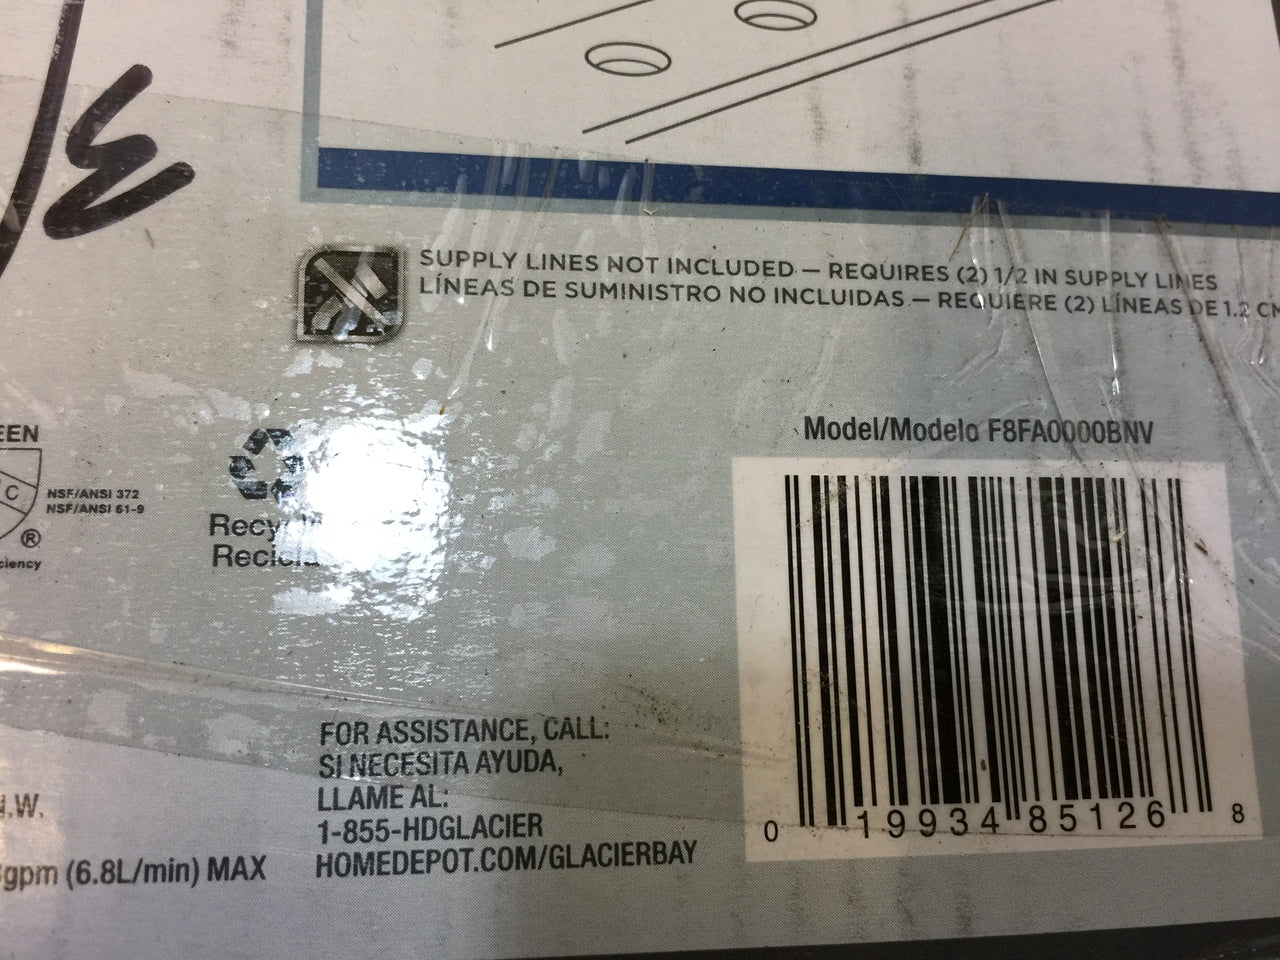 SUPPLY LINES NOT INCLUDED — REQUIRES (2) 1/2 IN SUPPLY LINES
LÍNEAS DE SUMINISTRO NO INCLUIDAS — REQUIERE (2) LÍNEAS DE 1.2 CM
Model/Modelo F8FA0000BNV
NSF/ANSI 372
NSF/ANSI 61-9
®
0 19934 85126 8
FOR ASSISTANCE, CALL:
SI NECESITA AYUDA,
LLAME AL:
1-855-HDGLACIER
HOMEDEPOT.COM/GLACIERBAY
gpm (6.8L/min) MAX